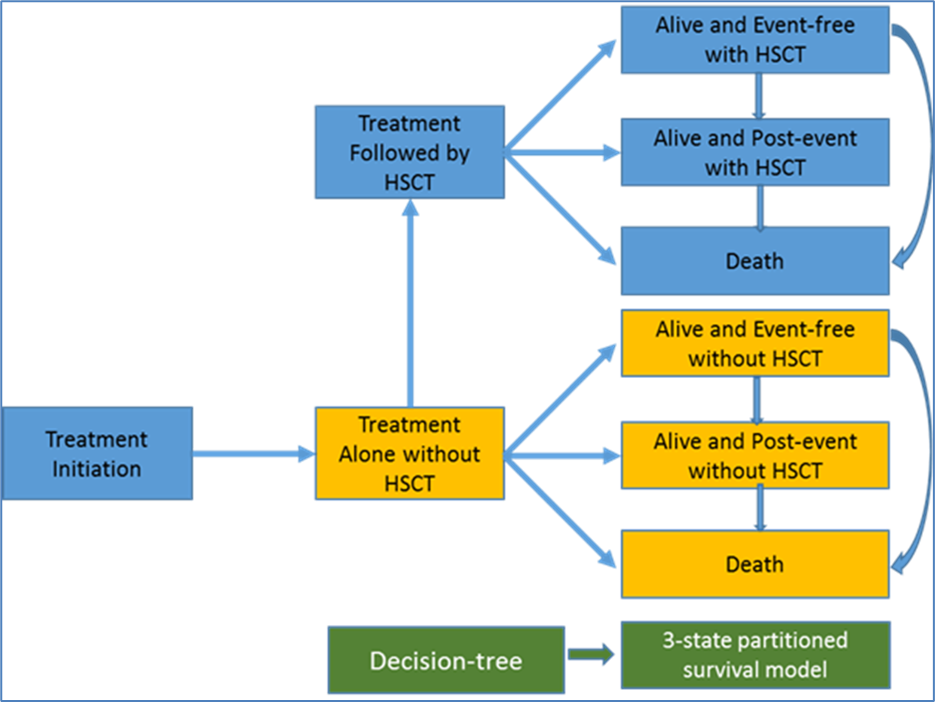 Alive and Event-free
with HSCT
Treatment
Followed by
HSCT
Alive and Post-event
with HSCT
Death
Alive and Event-free
without HSCT
Treatment
Initiation
Treatment
Alone without
HSCT
Alive and Post-event
without HSCT
Death
Decision-tree
3-state partitioned
survival model